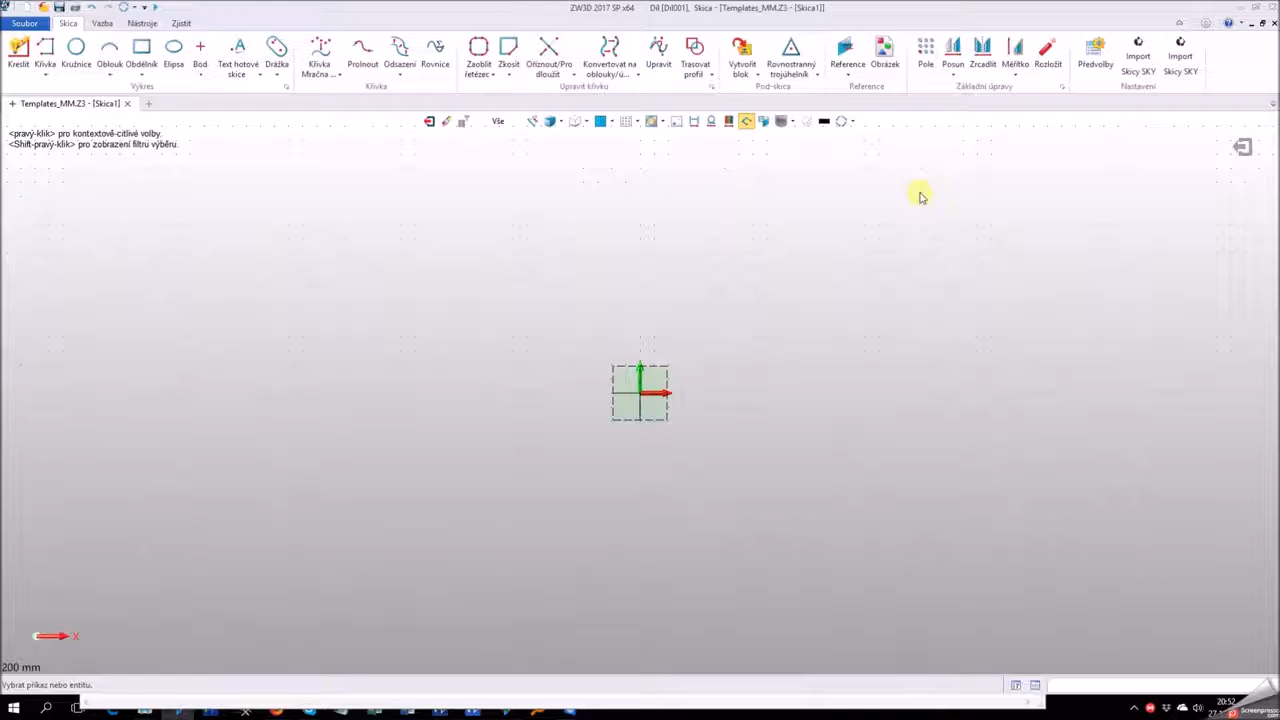 ZW3D 2017 SP x64 Díl [Díl001], Skica - [Templates_MM.Z3 - [Skica1]]
Soubor Skica Vazba Nástroje Zjistit
Kreslit Křivka Kružnice Oblouk Obdélník Elipsa Bod Text hotové skice Drážka
Křivka Mračna ... Prolnout Odsazení Rovnice
Zaoblit řetězec Zkosit Oříznout/Pro dloužit Konvertovat na oblouky/ú... Upravit Trasovat profil
Vytvořit blok Rovnostranný trojúhelník Reference Obrázek
Pole Posun Zrcadlit Měřítko Rozložit Předvolby Import Skicy SKY Import Skicy SKY
Výkres Křivka Upravit křivku Pod-skica Reference Základní úpravy Nastavení
Templates_MM.Z3 - [Skica1]
Vše
<pravý-klik> pro kontextově-citlivé volby.
<Shift-pravý-klik> pro zobrazení filtru výběru.
X
200 mm
Vybrat příkaz nebo entitu.
20:52
Screenpresso